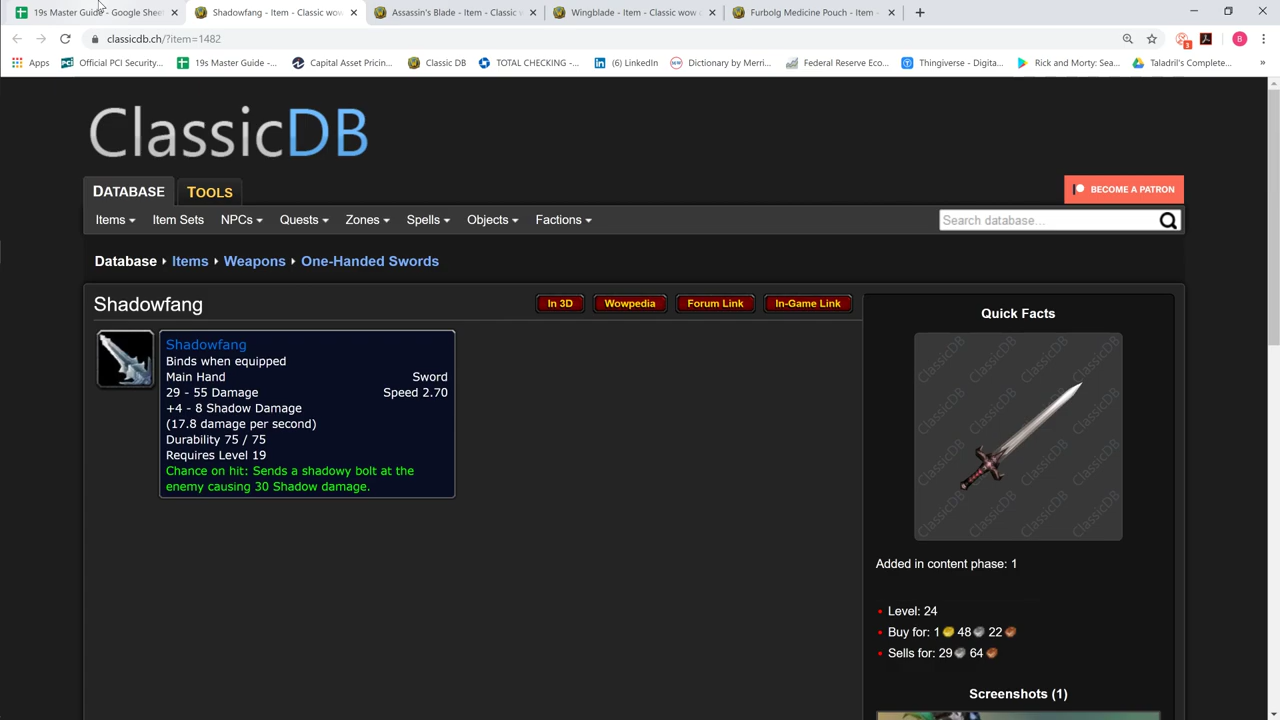 19s Master Guide - Google Sheet
Shadowfang - Item - Classic wow
Assassin's Blade - Item - Classic w
Wingblade - Item - Classic wow
Furbolg Medicine Pouch - Item -
classicdb.ch/?item=1482
Apps
Official PCI Security...
19s Master Guide -...
Capital Asset Pricin...
Classic DB
TOTAL CHECKING -...
(6) LinkedIn
Dictionary by Merri...
Federal Reserve Eco...
Thingiverse - Digita...
Rick and Morty: Sea...
Taladril's Complete...
ClassicDB
DATABASE
TOOLS
BECOME A PATRON
Items
Item Sets
NPCs
Quests
Zones
Spells
Objects
Factions
Search database...
Database
Items
Weapons
One-Handed Swords
Shadowfang
In 3D
Wowpedia
Forum Link
In-Game Link
Quick Facts
Shadowfang
Binds when equipped
Main Hand Sword
29 - 55 Damage Speed 2.70
+4 - 8 Shadow Damage
(17.8 damage per second)
Durability 75 / 75
Requires Level 19
Chance on hit: Sends a shadowy bolt at the
enemy causing 30 Shadow damage.
ClassicDB
Added in content phase: 1
Level: 24
Buy for: 1 48 22
Sells for: 29 64
Screenshots (1)